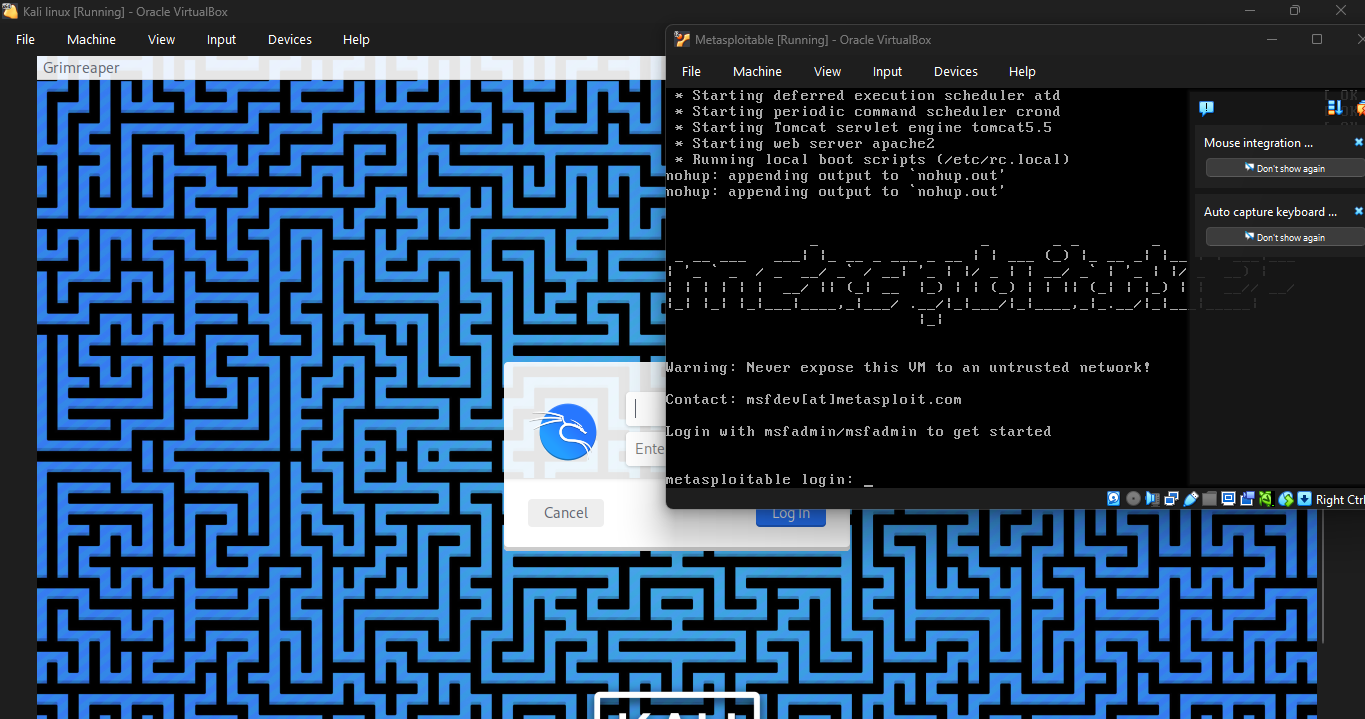 Kali linux [Running] - Oracle VirtualBox
File Machine View Input Devices Help
Grimreaper
Cancel
Log In
Metasploitable [Running] - Oracle VirtualBox
File Machine View Input Devices Help
* Starting deferred execution scheduler atd
* Starting periodic command scheduler crond
* Starting Tomcat servlet engine tomcat5.5
* Starting web server apache2
* Running local boot scripts (/etc/rc.local)
nohup: appending output to `nohup.out'
nohup: appending output to `nohup.out'
Warning: Never expose this VM to an untrusted network!
Contact: msfdev[at]metasploit.com
Login with msfadmin/msfadmin to get started
metasploitable login: _
Mouse integration ...
Don't show again
Auto capture keyboard ...
Don't show again